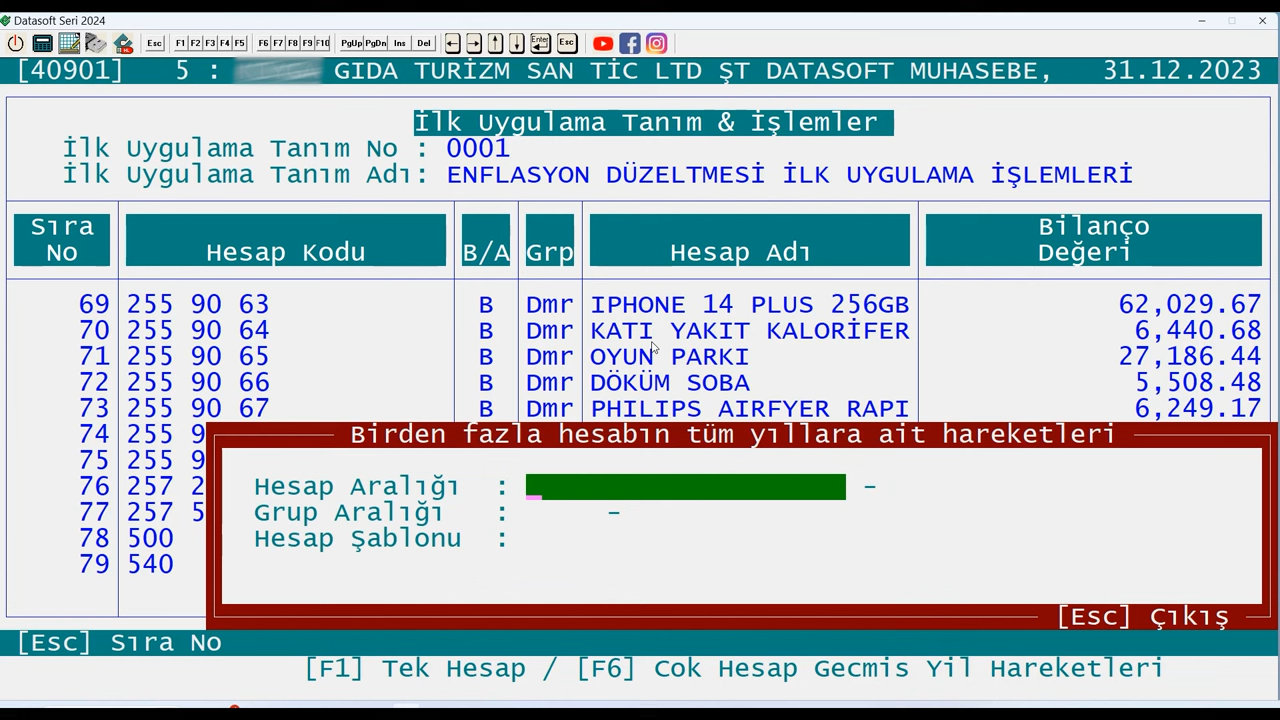 Datasoft Seri 2024
Esc F1 F2 F3 F4 F5 F6 F7 F8 F9 F10 PgUp PgDn Ins Del Enter Esc
[40901] 5 : GIDA TURİZM SAN TİC LTD ŞT DATASOFT MUHASEBE, 31.12.2023
İlk Uygulama Tanım & İşlemler
İlk Uygulama Tanım No : 0001
İlk Uygulama Tanım Adı: ENFLASYON DÜZELTMESİ İLK UYGULAMA İŞLEMLERİ
Sıra No Hesap Kodu B/A Grp Hesap Adı Bilanço Değeri
69 255 90 63 B Dmr IPHONE 14 PLUS 256GB 62,029.67
70 255 90 64 B Dmr KATI YAKIT KALORİFER 6,440.68
71 255 90 65 B Dmr OYUN PARKI 27,186.44
72 255 90 66 B Dmr DÖKÜM SOBA 5,508.48
73 255 90 67 B Dmr PHILIPS AIRFYER RAPI 6,249.17
74 255 9
75 255 9
76 257 2
77 257 5
78 500
79 540
Birden fazla hesabın tüm yıllara ait hareketleri
Hesap Aralığı : –
Grup Aralığı : –
Hesap Şablonu :
[Esc] Çıkış
[Esc] Sıra No
[F1] Tek Hesap / [F6] Cok Hesap Gecmis Yil Hareketleri